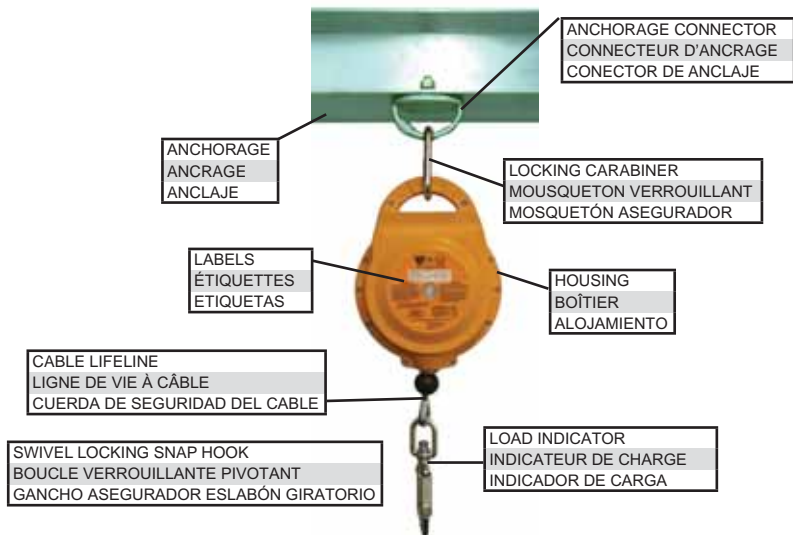 ANCHORAGE CONNECTOR
CONNECTEUR D'ANCRAGE
CONECTOR DE ANCLAJE
ANCHORAGE
ANCRAGE
ANCLAJE
LOCKING CARABINER
MOUSQUETON VERROUILLANT
MOSQUETÓN ASEGURADOR
LABELS
ÉTIQUETTES
ETIQUETAS
HOUSING
BOÎTIER
ALOJAMIENTO
CABLE LIFELINE
LIGNE DE VIE À CÂBLE
CUERDA DE SEGURIDAD DEL CABLE
LOAD INDICATOR
INDICATEUR DE CHARGE
INDICADOR DE CARGA
SWIVEL LOCKING SNAP HOOK
BOUCLE VERROUILLANTE PIVOTANT
GANCHO ASEGURADOR ESLABÓN GIRATORIO